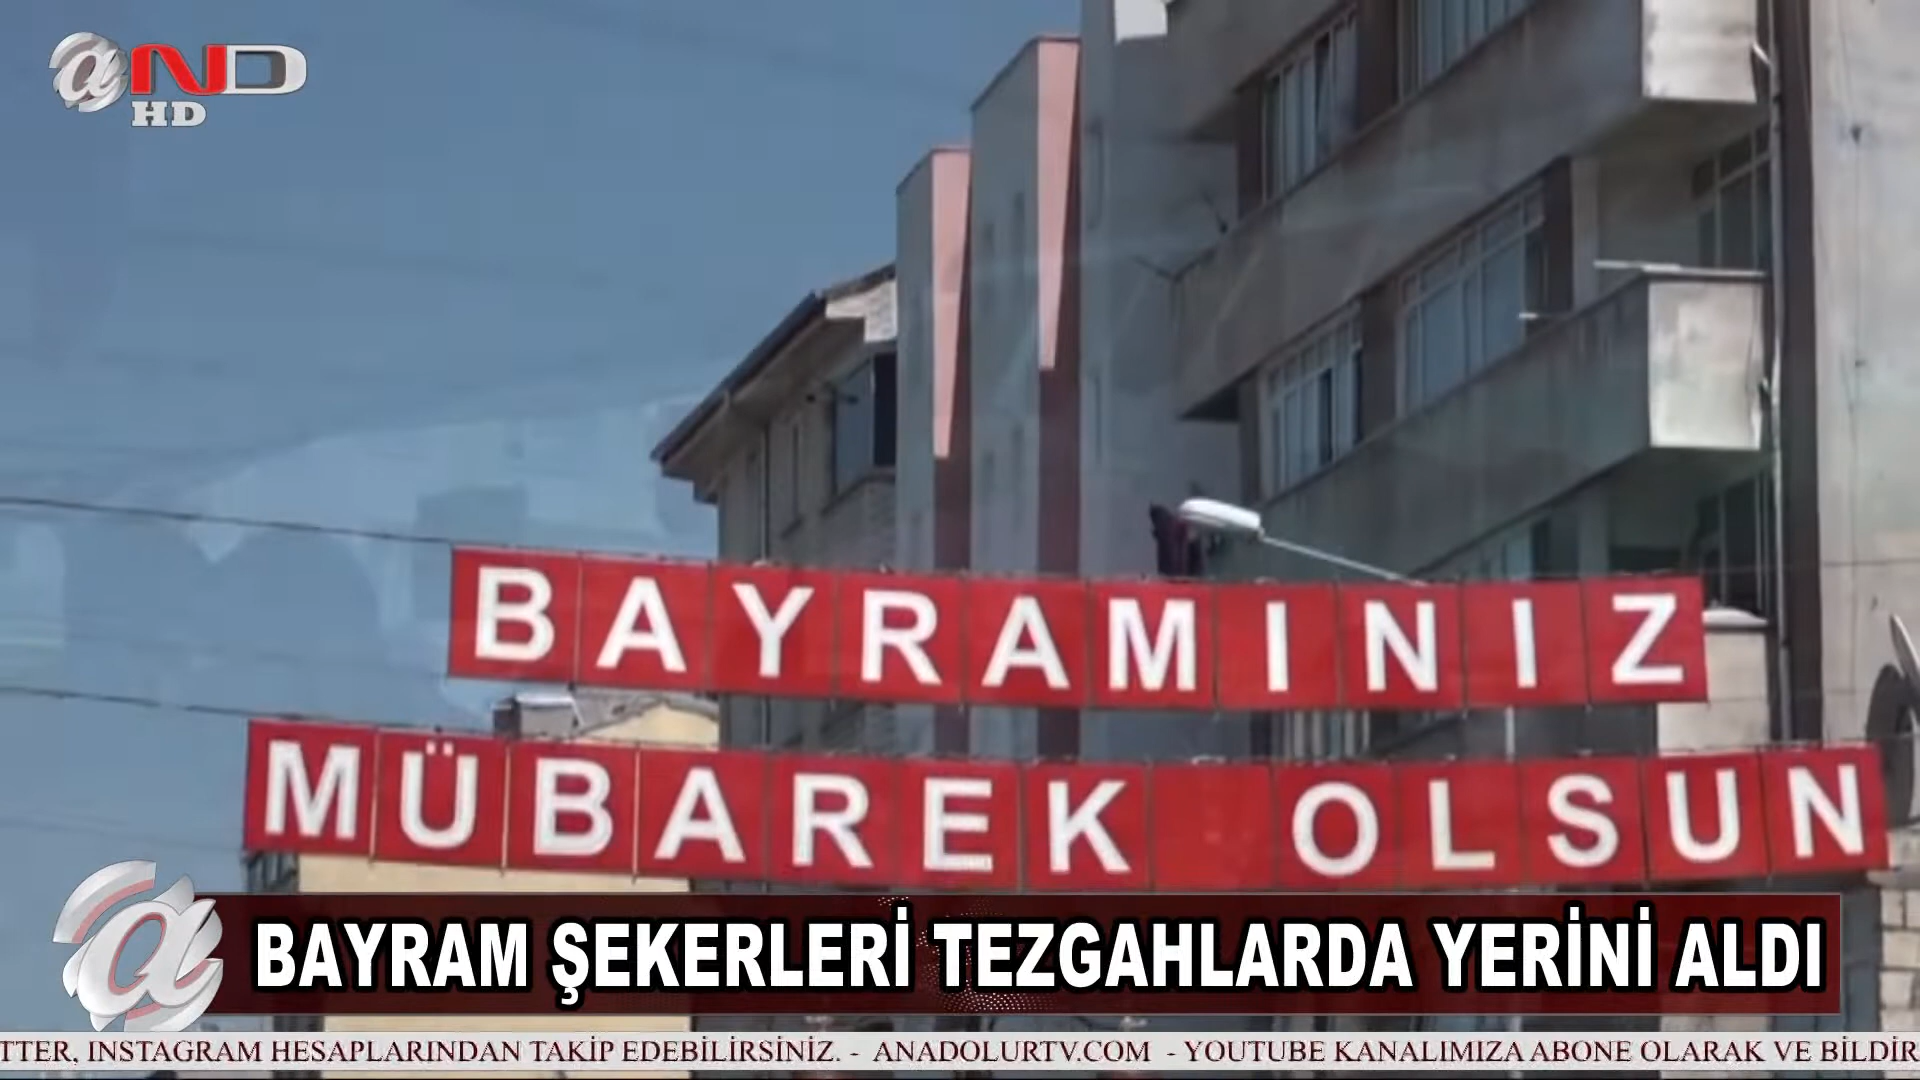 @ND
HD
BAYRAMINIZ
MÜBAREK OLSUN
BAYRAM ŞEKERLERİ TEZGAHLARDA YERİNİ ALDI
TTER, INSTAGRAM HESAPLARINDAN TAKİP EDEBİLİRSİNİZ. - ANADOLURTV.COM - YOUTUBE KANALIMIZA ABONE OLARAK VE BİLDİR